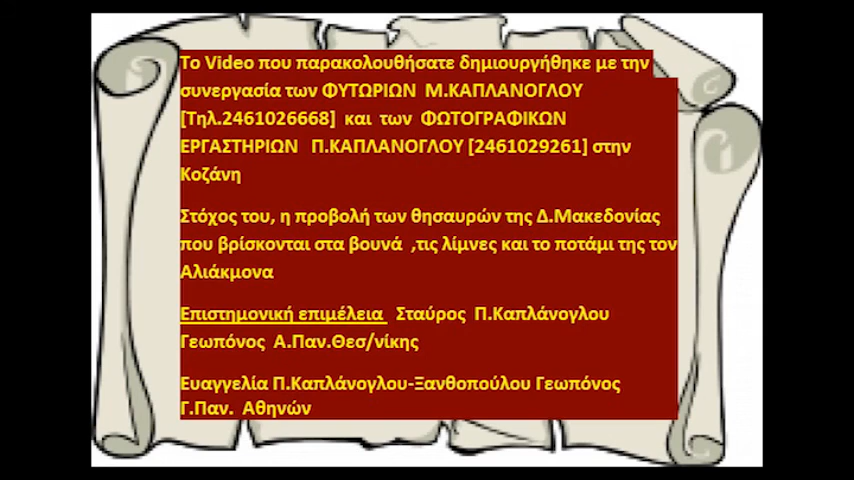 Το Video που παρακολουθήσατε δημιουργήθηκε με την
συνεργασία των ΦΥΤΩΡΙΩΝ Μ.ΚΑΠΛΑΝΟΓΛΟΥ
[Τηλ.2461026668] και των ΦΩΤΟΓΡΑΦΙΚΩΝ
ΕΡΓΑΣΤΗΡΙΩΝ Π.ΚΑΠΛΑΝΟΓΛΟΥ [2461029261] στην
Κοζάνη
Στόχος του, η προβολή των θησαυρών της Δ.Μακεδονίας
που βρίσκονται στα βουνά ,τις λίμνες και το ποτάμι της τον
Αλιάκμονα
Επιστημονική επιμέλεια Σταύρος Π.Καπλάνογλου
Γεωπόνος Α.Παν.Θεσ/νίκης
Ευαγγελία Π.Καπλάνογλου-Ξανθοπούλου Γεωπόνος
Γ.Παν. Αθηνών